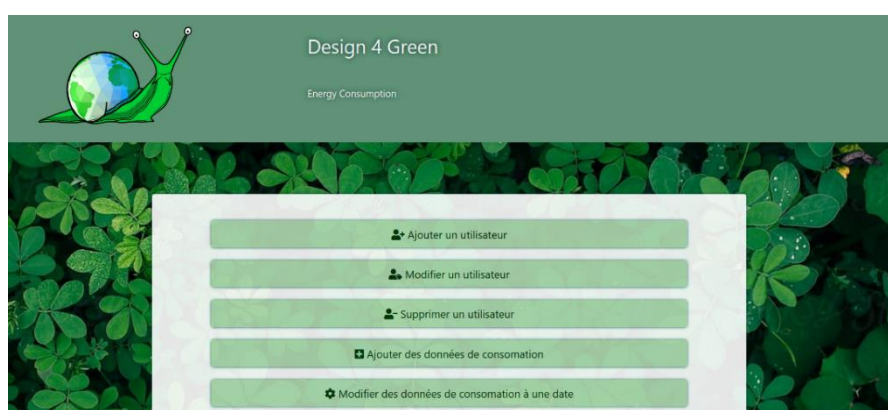 Design 4 Green
Energy Consumption
Ajouter un utilisateur
Modifier un utilisateur
Supprimer un utilisateur
Ajouter des données de consomation
Modifier des données de consomation à une date